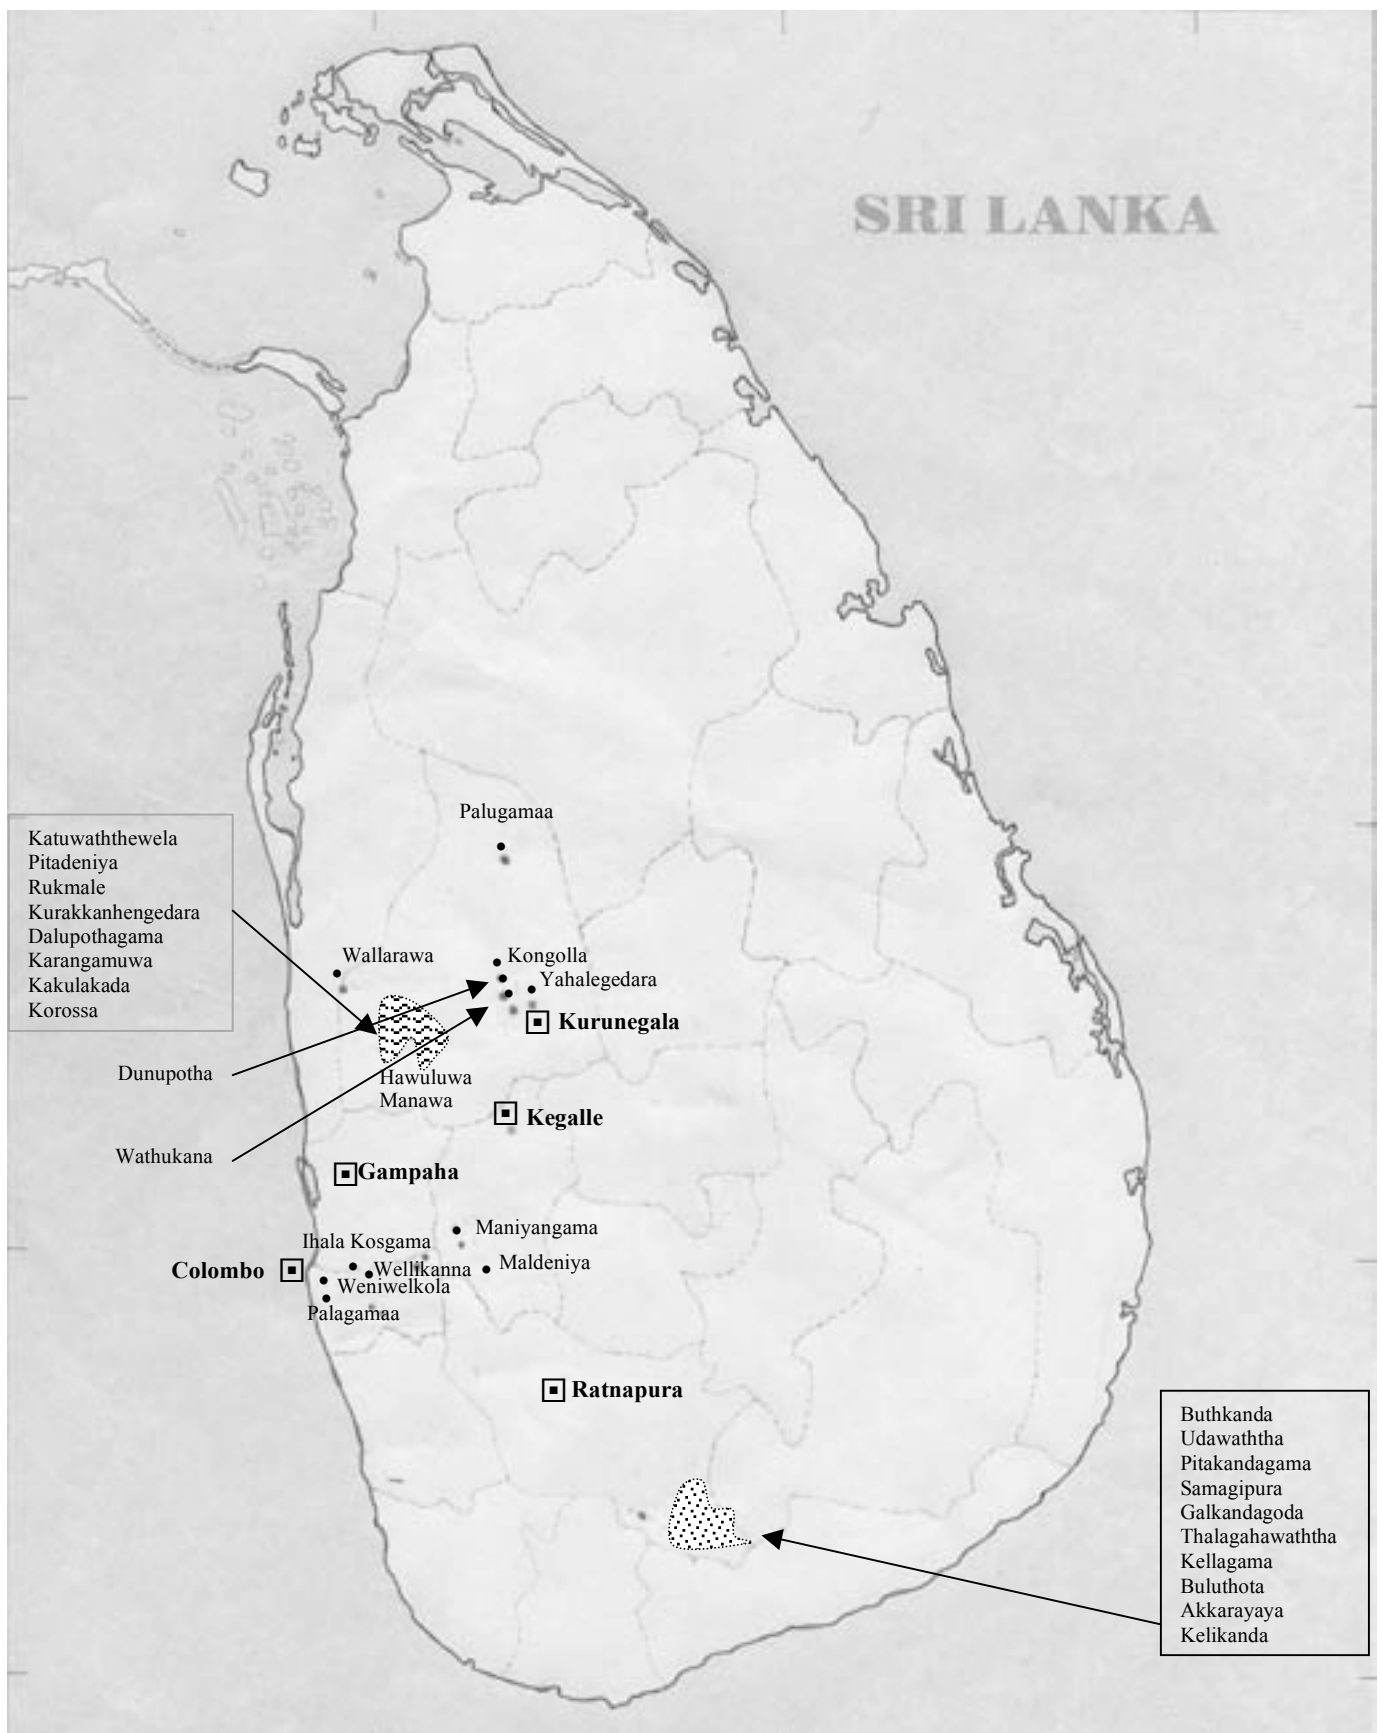 SRI LANKA
Palugamaa
Katuwaththewela
Pitadeniya
Rukmale
Kurakkanhengedara
Dalupothagama
Karangamuwa
Kakulakada
Korossa
Wallarawa
Kongolla
Yahalegedara
Kurunegala
Dunupotha
Hawuluwa
Manawa
Kegalle
Wathukana
Gampaha
Maniyangama
Ihala Kosgama
Colombo
Wellikanna
Maldeniya
Weniwelkola
Palagamaa
Ratnapura
Buthkanda
Udawaththa
Pitakandagama
Samagipura
Galkandagoda
Thalagahawaththa
Kellagama
Buluthota
Akkarayaya
Kelikanda